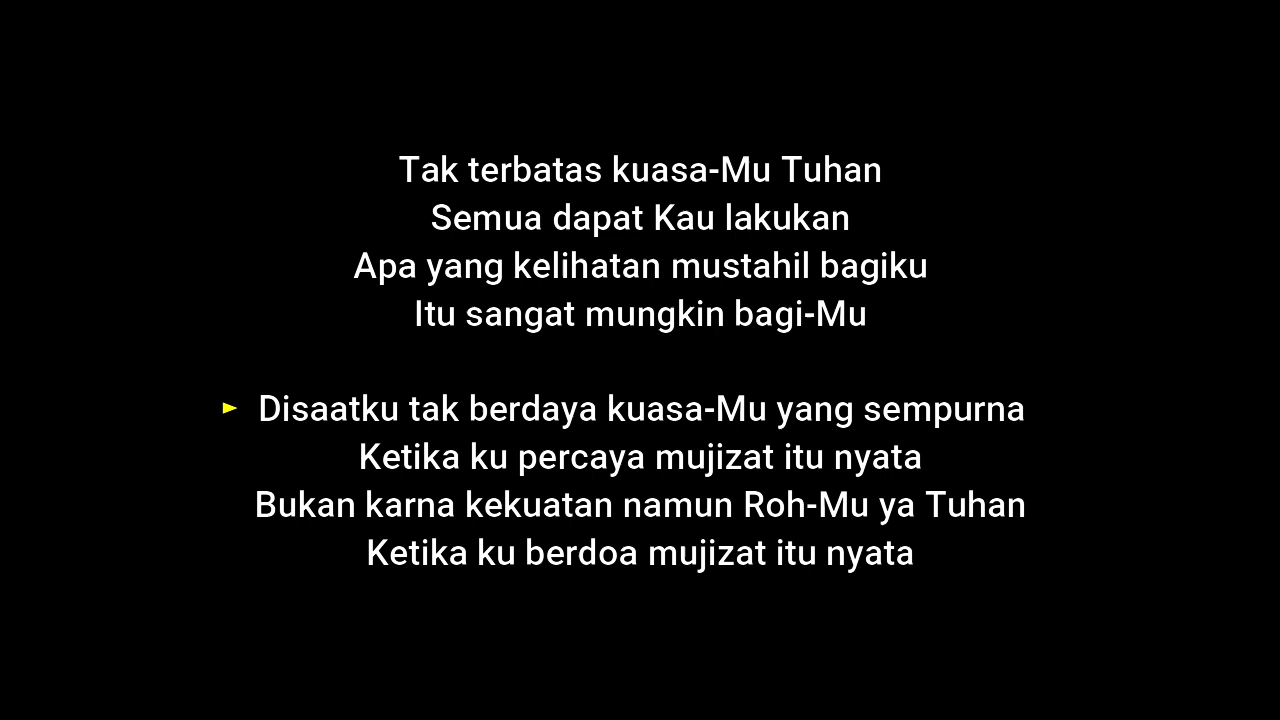 Tak terbatas kuasa-Mu Tuhan
Semua dapat Kau lakukan
Apa yang kelihatan mustahil bagiku
Itu sangat mungkin bagi-Mu
► Disaatku tak berdaya kuasa-Mu yang sempurna
Ketika ku percaya mujizat itu nyata
Bukan karna kekuatan namun Roh-Mu ya Tuhan
Ketika ku berdoa mujizat itu nyata